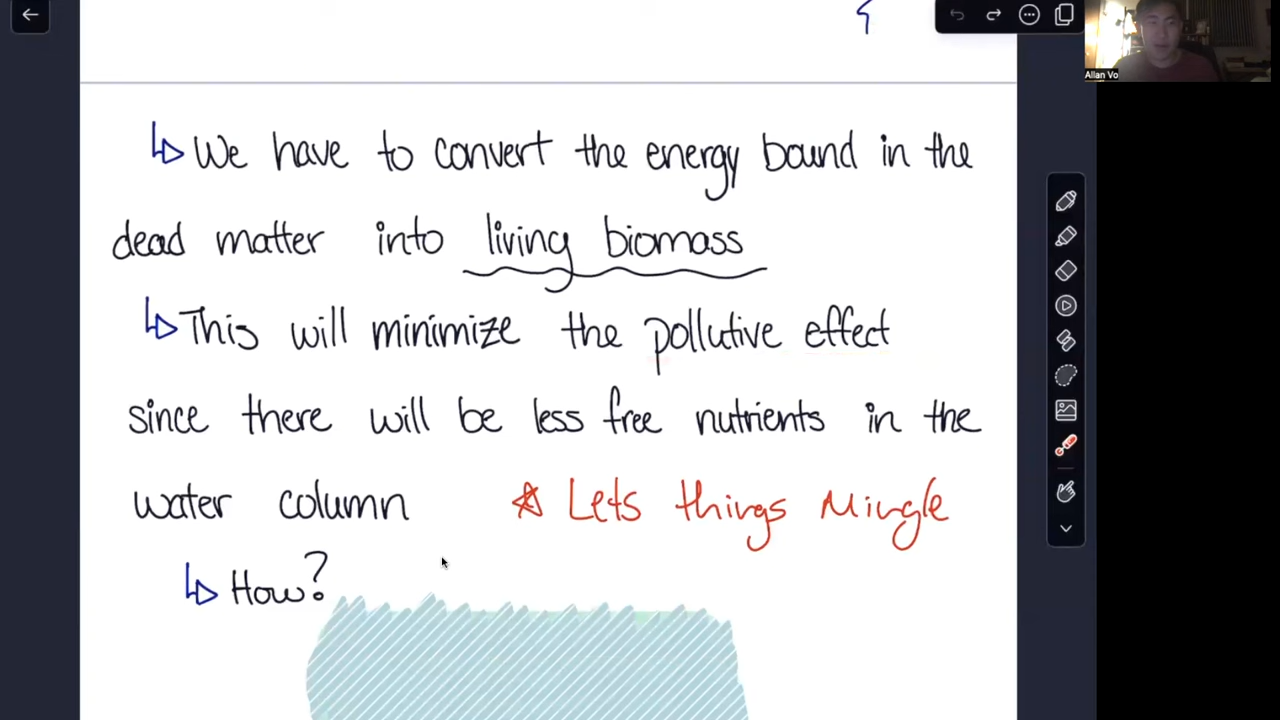 Allan Vo
We have to convert the energy bound in the
dead matter into living biomass
This will minimize the pollutive effect
since there will be less free nutrients in the
water column * Lets things Mingle
How?